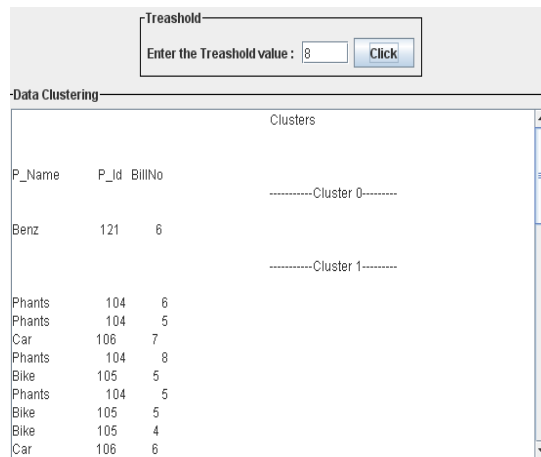 Treashold
Enter the Treashold value : 8 Click
Data Clustering
Clusters
P_Name P_Id BillNo
-----------Cluster 0---------
Benz 121 6
-----------Cluster 1---------
Phants 104 6
Phants 104 5
Car 106 7
Phants 104 8
Bike 105 5
Phants 104 5
Bike 105 5
Bike 105 4
Car 106 6